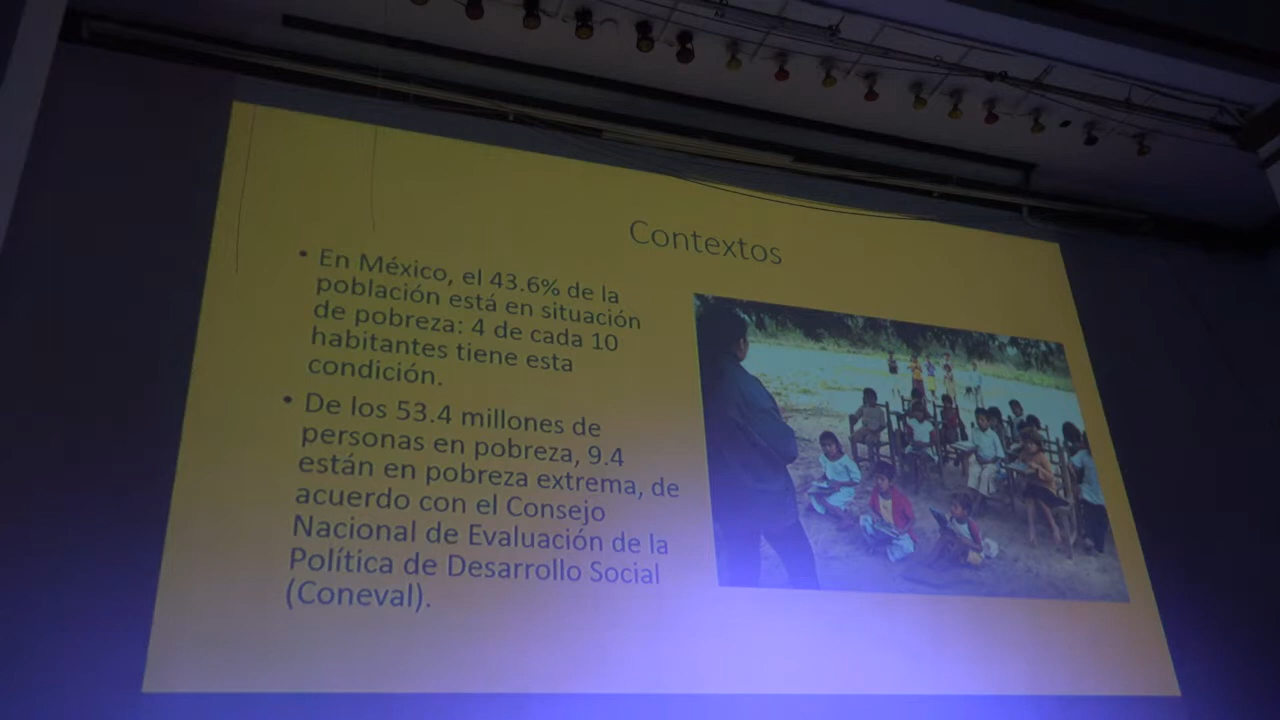 Contextos
• En México, el 43.6% de la
población está en situación
de pobreza: 4 de cada 10
habitantes tiene esta
condición.
• De los 53.4 millones de
personas en pobreza, 9.4
están en pobreza extrema, de
acuerdo con el Consejo
Nacional de Evaluación de la
Política de Desarrollo Social
(Coneval).